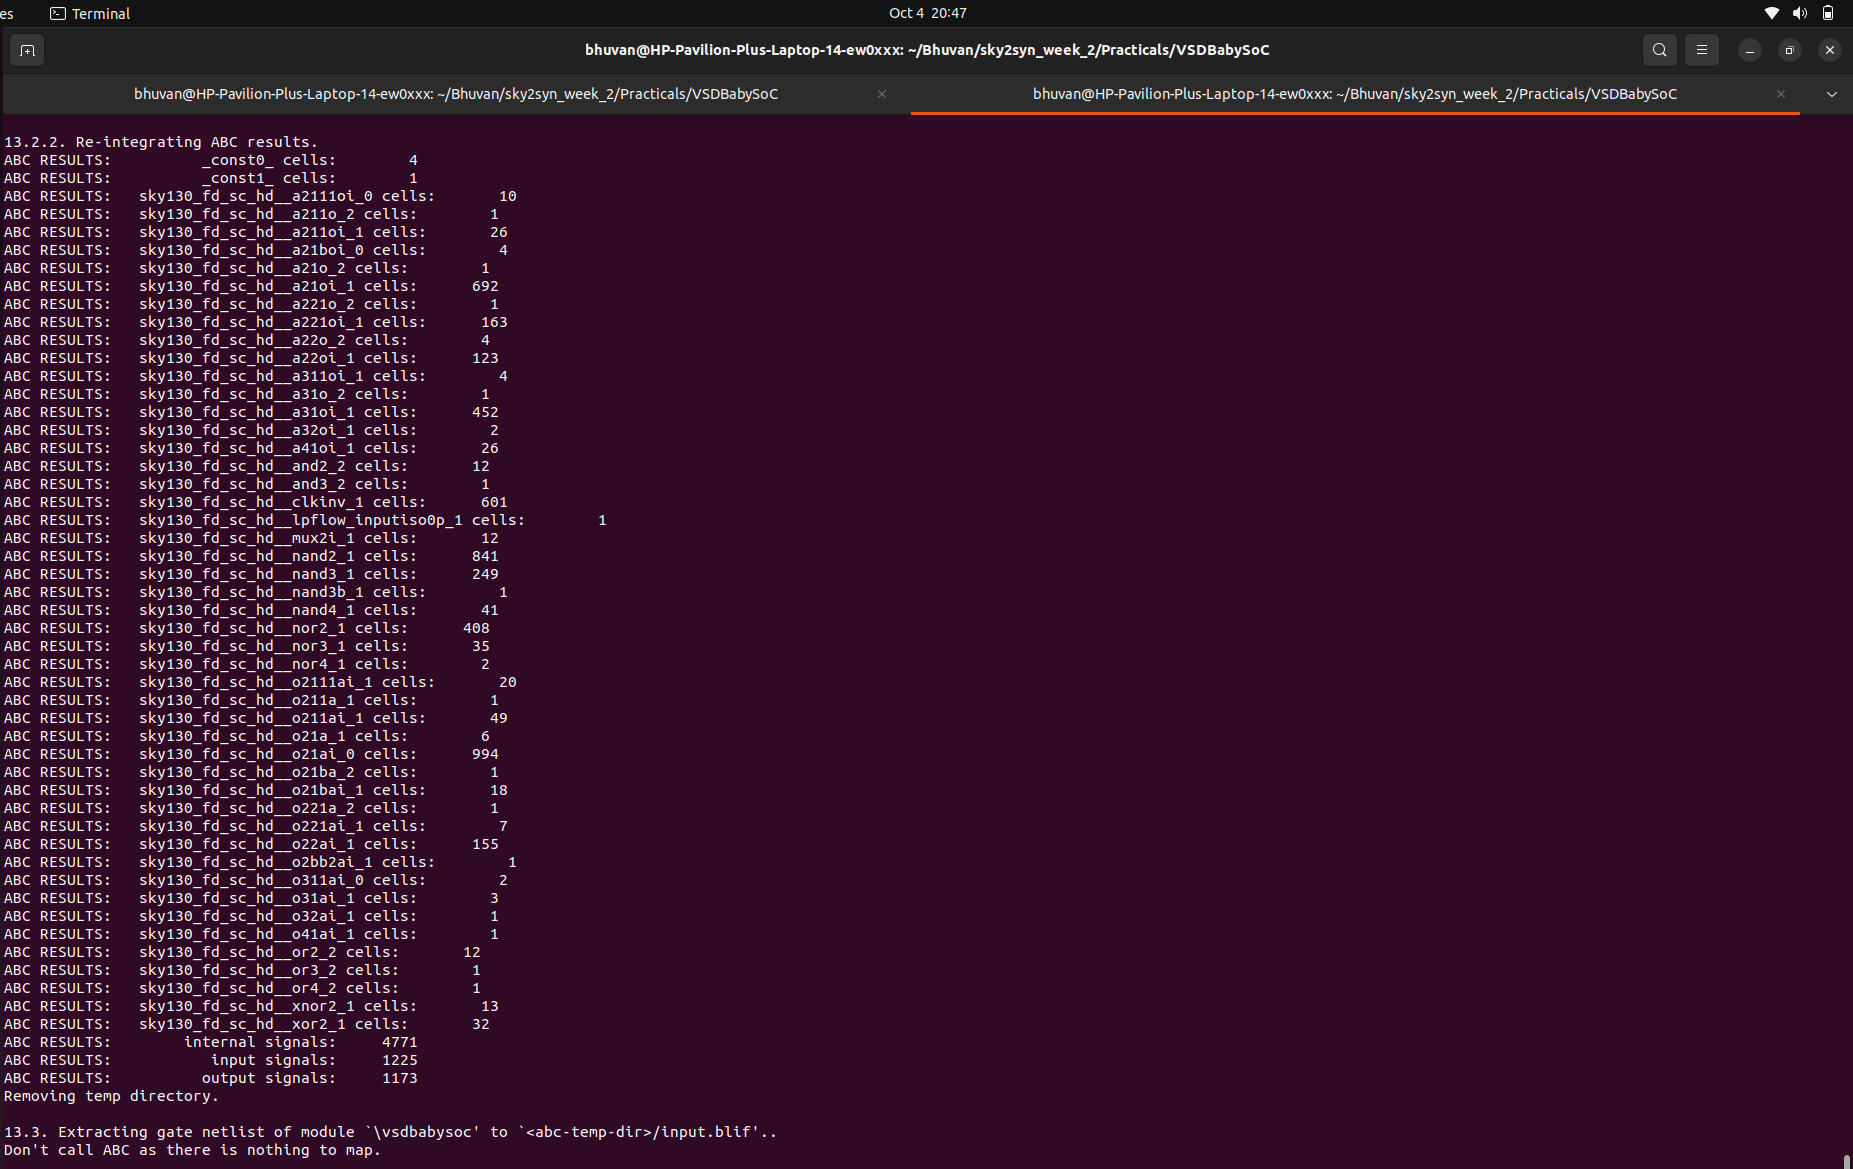 es Terminal Oct 4 20:47
bhuvan@HP-Pavilion-Plus-Laptop-14-ew0xxx: ~/Bhuvan/sky2syn_week_2/Practicals/VSDBabySoC
bhuvan@HP-Pavilion-Plus-Laptop-14-ew0xxx: ~/Bhuvan/sky2syn_week_2/Practicals/VSDBabySoC × bhuvan@HP-Pavilion-Plus-Laptop-14-ew0xxx: ~/Bhuvan/sky2syn_week_2/Practicals/VSDBabySoC ×
13.2.2. Re-integrating ABC results.
ABC RESULTS: _const0_ cells: 4
ABC RESULTS: _const1_ cells: 1
ABC RESULTS: sky130_fd_sc_hd__a2111oi_0 cells: 10
ABC RESULTS: sky130_fd_sc_hd__a211o_2 cells: 1
ABC RESULTS: sky130_fd_sc_hd__a211oi_1 cells: 26
ABC RESULTS: sky130_fd_sc_hd__a21boi_0 cells: 4
ABC RESULTS: sky130_fd_sc_hd__a21o_2 cells: 1
ABC RESULTS: sky130_fd_sc_hd__a21oi_1 cells: 692
ABC RESULTS: sky130_fd_sc_hd__a221o_2 cells: 1
ABC RESULTS: sky130_fd_sc_hd__a221oi_1 cells: 163
ABC RESULTS: sky130_fd_sc_hd__a22o_2 cells: 4
ABC RESULTS: sky130_fd_sc_hd__a22oi_1 cells: 123
ABC RESULTS: sky130_fd_sc_hd__a311oi_1 cells: 4
ABC RESULTS: sky130_fd_sc_hd__a31o_2 cells: 1
ABC RESULTS: sky130_fd_sc_hd__a31oi_1 cells: 452
ABC RESULTS: sky130_fd_sc_hd__a32oi_1 cells: 2
ABC RESULTS: sky130_fd_sc_hd__a41oi_1 cells: 26
ABC RESULTS: sky130_fd_sc_hd__and2_2 cells: 12
ABC RESULTS: sky130_fd_sc_hd__and3_2 cells: 1
ABC RESULTS: sky130_fd_sc_hd__clkinv_1 cells: 601
ABC RESULTS: sky130_fd_sc_hd__lpflow_inputiso0p_1 cells: 1
ABC RESULTS: sky130_fd_sc_hd__mux2i_1 cells: 12
ABC RESULTS: sky130_fd_sc_hd__nand2_1 cells: 841
ABC RESULTS: sky130_fd_sc_hd__nand3_1 cells: 249
ABC RESULTS: sky130_fd_sc_hd__nand3b_1 cells: 1
ABC RESULTS: sky130_fd_sc_hd__nand4_1 cells: 41
ABC RESULTS: sky130_fd_sc_hd__nor2_1 cells: 408
ABC RESULTS: sky130_fd_sc_hd__nor3_1 cells: 35
ABC RESULTS: sky130_fd_sc_hd__nor4_1 cells: 2
ABC RESULTS: sky130_fd_sc_hd__o2111ai_1 cells: 20
ABC RESULTS: sky130_fd_sc_hd__o211a_1 cells: 1
ABC RESULTS: sky130_fd_sc_hd__o211ai_1 cells: 49
ABC RESULTS: sky130_fd_sc_hd__o21a_1 cells: 6
ABC RESULTS: sky130_fd_sc_hd__o21ai_0 cells: 994
ABC RESULTS: sky130_fd_sc_hd__o21ba_2 cells: 1
ABC RESULTS: sky130_fd_sc_hd__o21bai_1 cells: 18
ABC RESULTS: sky130_fd_sc_hd__o221a_2 cells: 1
ABC RESULTS: sky130_fd_sc_hd__o221ai_1 cells: 7
ABC RESULTS: sky130_fd_sc_hd__o22ai_1 cells: 155
ABC RESULTS: sky130_fd_sc_hd__o2bb2ai_1 cells: 1
ABC RESULTS: sky130_fd_sc_hd__o311ai_0 cells: 2
ABC RESULTS: sky130_fd_sc_hd__o31ai_1 cells: 3
ABC RESULTS: sky130_fd_sc_hd__o32ai_1 cells: 1
ABC RESULTS: sky130_fd_sc_hd__o41ai_1 cells: 1
ABC RESULTS: sky130_fd_sc_hd__or2_2 cells: 12
ABC RESULTS: sky130_fd_sc_hd__or3_2 cells: 1
ABC RESULTS: sky130_fd_sc_hd__or4_2 cells: 1
ABC RESULTS: sky130_fd_sc_hd__xnor2_1 cells: 13
ABC RESULTS: sky130_fd_sc_hd__xor2_1 cells: 32
ABC RESULTS: internal signals: 4771
ABC RESULTS: input signals: 1225
ABC RESULTS: output signals: 1173
Removing temp directory.
13.3. Extracting gate netlist of module `\vsdbabysoc' to `<abc-temp-dir>/input.blif'..
Don't call ABC as there is nothing to map.